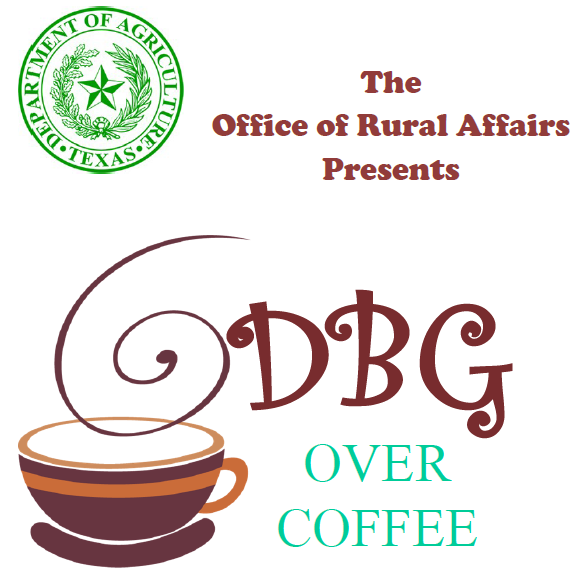 DEPARTMENT OF AGRICULTURE
• TEXAS •
The
Office of Rural Affairs
Presents
CDBG
OVER
COFFEE